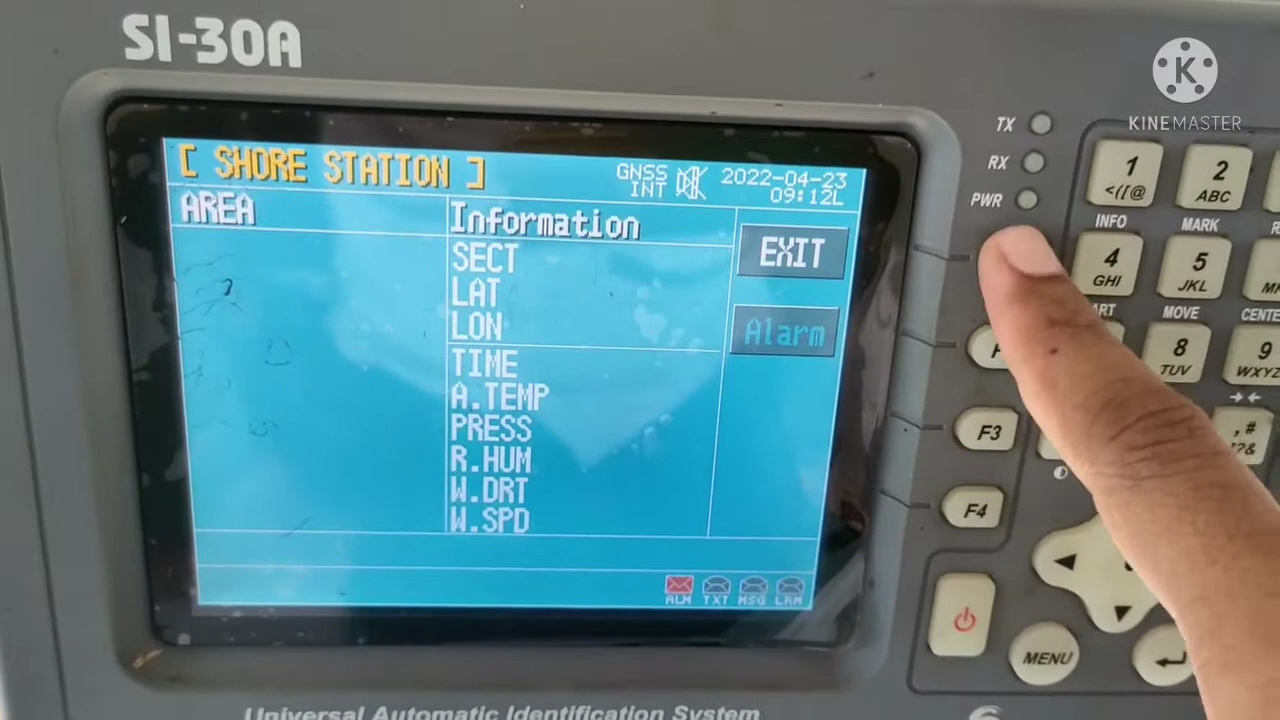 SI-30A
KINEMASTER
[ SHORE STATION ]
GNSS
INT
2022-04-23
09:12L
AREA
Information
SECT
LAT
LON
TIME
A.TEMP
PRESS
R.HUM
W.DRT
W.SPD
EXIT
Alarm
ALM TXT MSG LRM
TX
RX
PWR
1
<([@
2
ABC
INFO
MARK
4
GHI
5
JKL
MOVE
CENTE
8
TUV
9
WXYZ
F3
F4
MENU
Universal Automatic Identification System